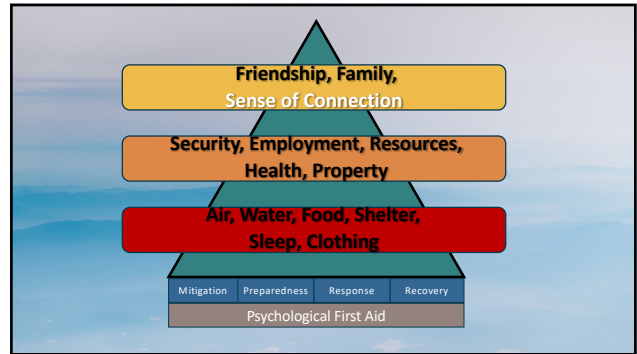 Friendship, Family,
Sense of Connection
Security, Employment, Resources,
Health, Property
Air, Water, Food, Shelter,
Sleep, Clothing
Mitigation Preparedness Response Recovery
Psychological First Aid